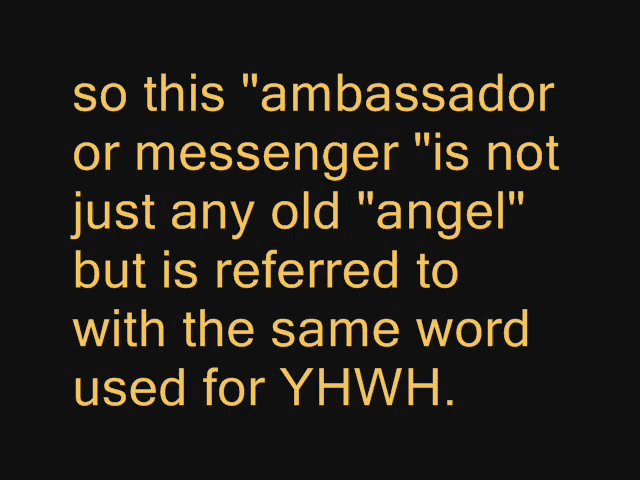 so this "ambassador
or messenger "is not
just any old "angel"
but is referred to
with the same word
used for YHWH.